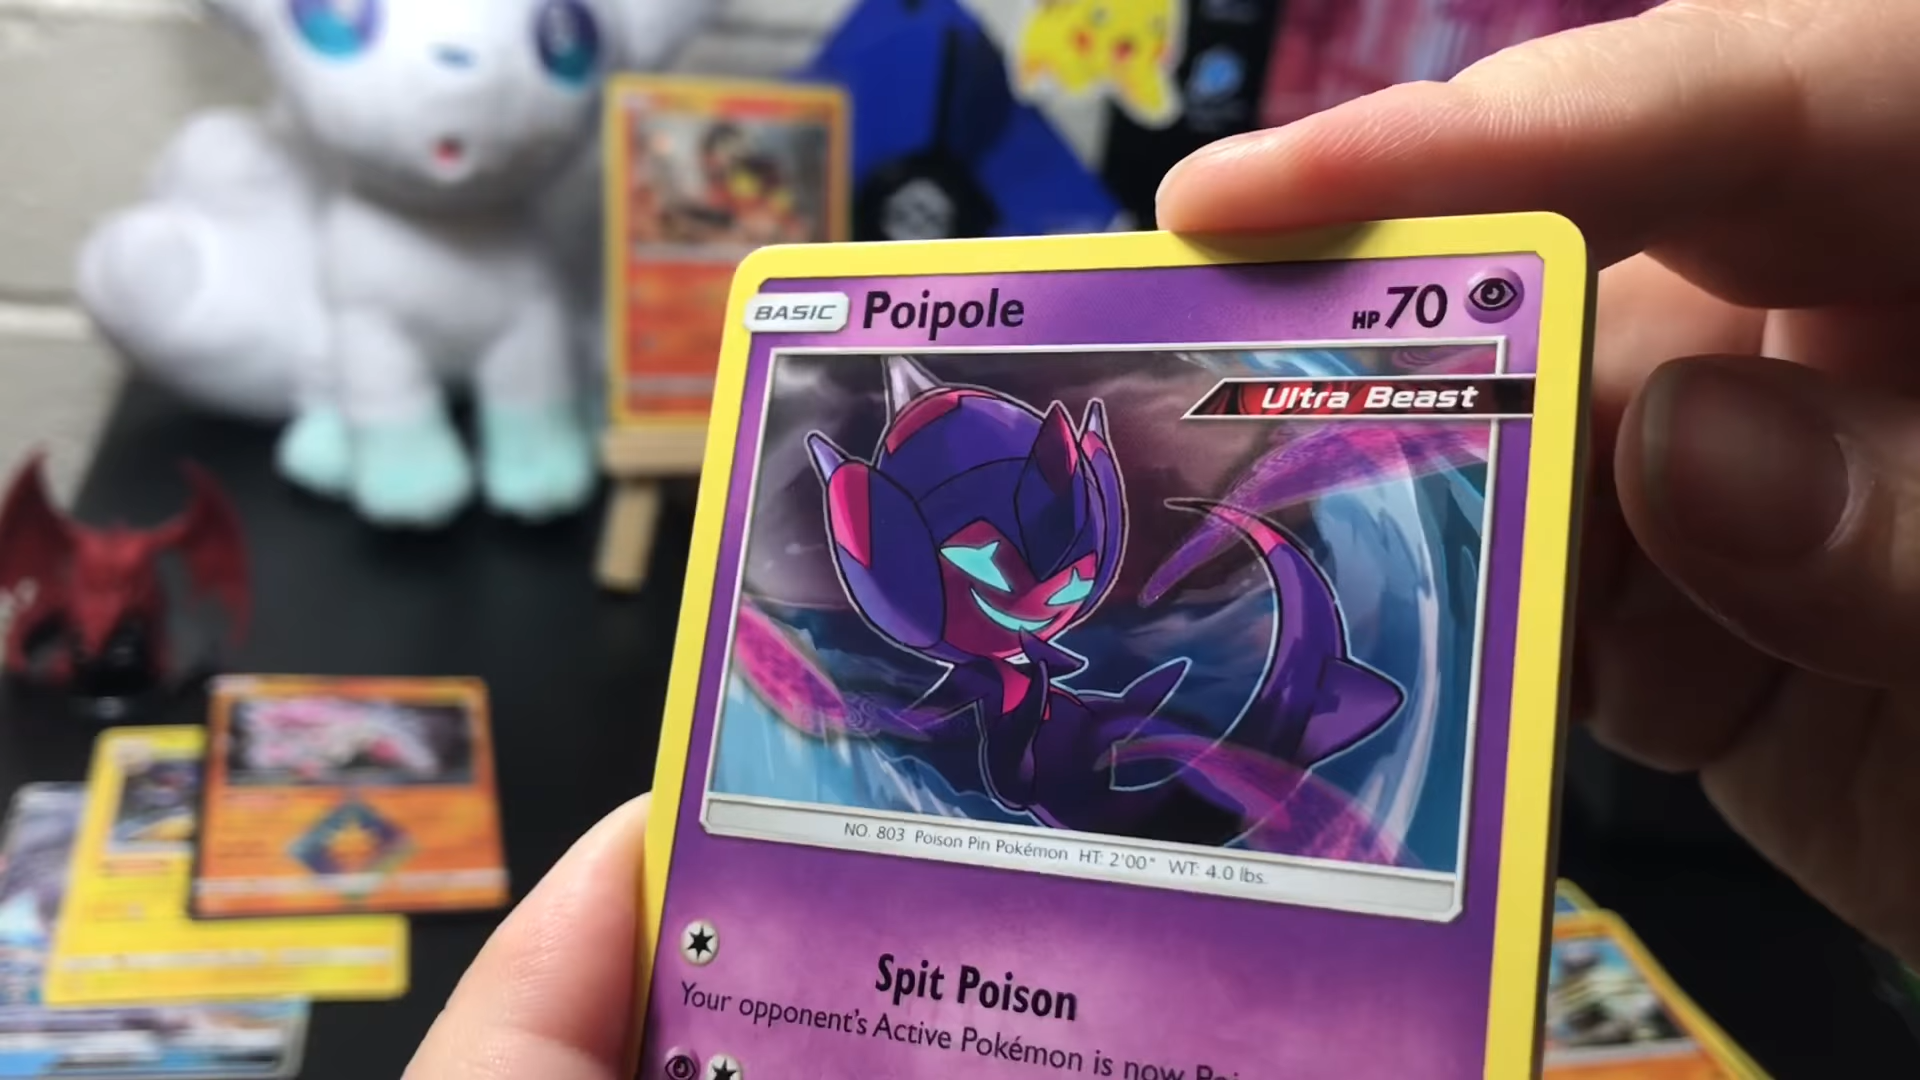 BASIC Poipole HP 70
Ultra Beast
NO. 803 Poison Pin Pokémon HT: 2'00" WT: 4.0 lbs.
Spit Poison
Your opponent's Active Pokémon is now